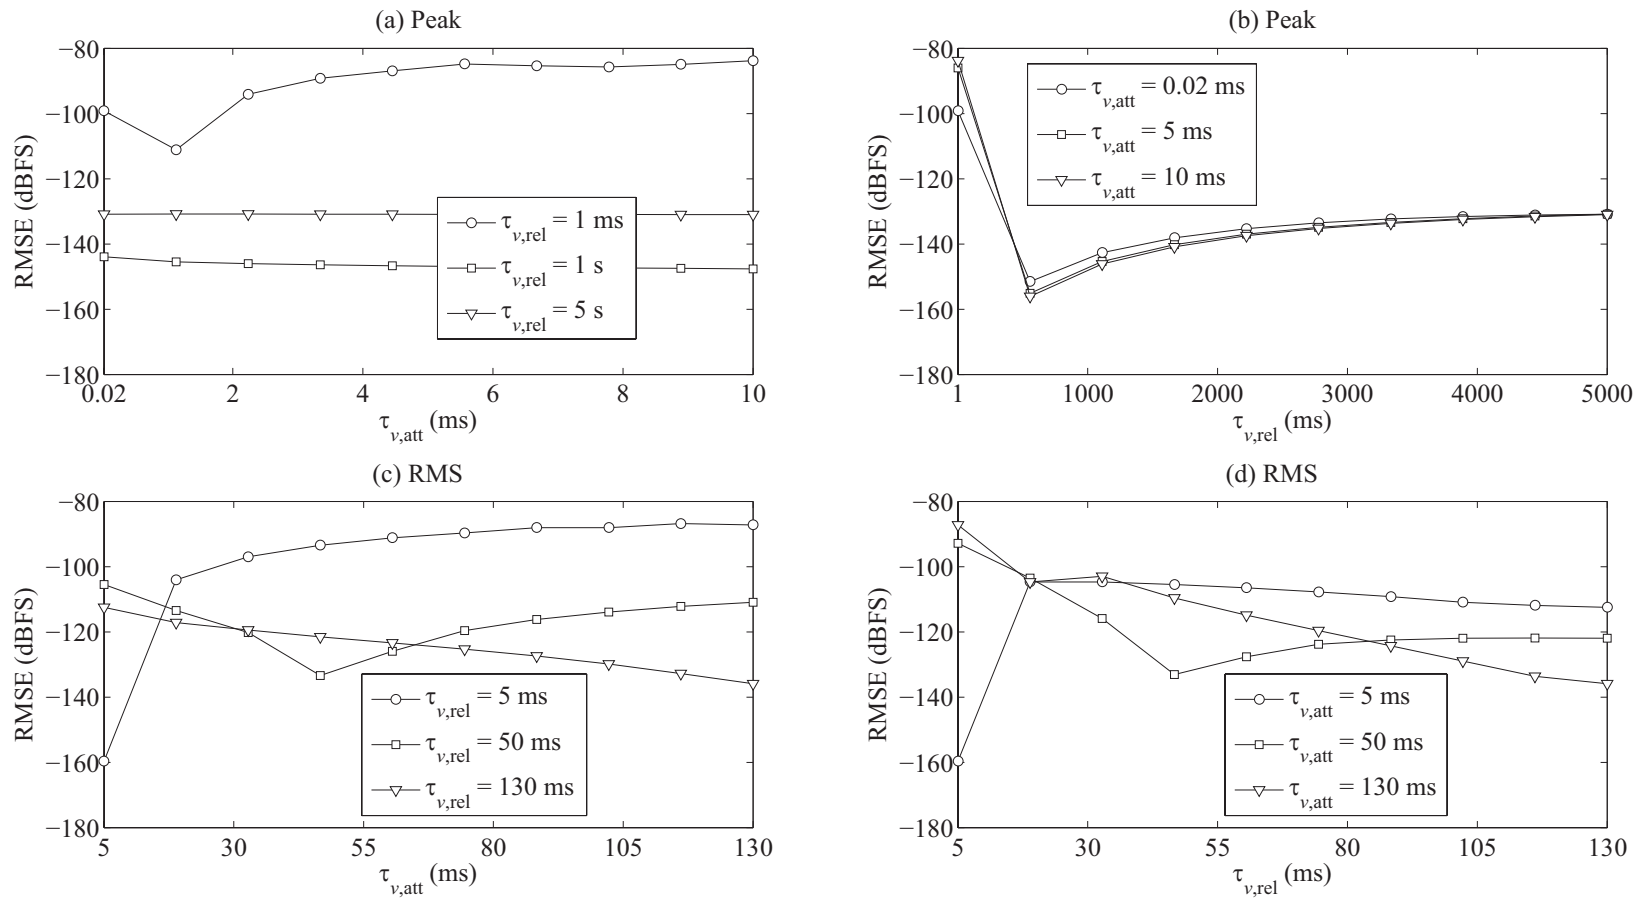 (a) Peak
−80
−100
−120
−140
−160
−180
RMSE (dBFS)
τv,rel = 1 ms
τv,rel = 1 s
τv,rel = 5 s
0.02 2 4 6 8 10
τv,att (ms)
(b) Peak
−80
−100
−120
−140
−160
−180
RMSE (dBFS)
τv,att = 0.02 ms
τv,att = 5 ms
τv,att = 10 ms
1 1000 2000 3000 4000 5000
τv,rel (ms)
(c) RMS
−80
−100
−120
−140
−160
−180
RMSE (dBFS)
τv,rel = 5 ms
τv,rel = 50 ms
τv,rel = 130 ms
5 30 55 80 105 130
τv,att (ms)
(d) RMS
−80
−100
−120
−140
−160
−180
RMSE (dBFS)
τv,att = 5 ms
τv,att = 50 ms
τv,att = 130 ms
5 30 55 80 105 130
τv,rel (ms)